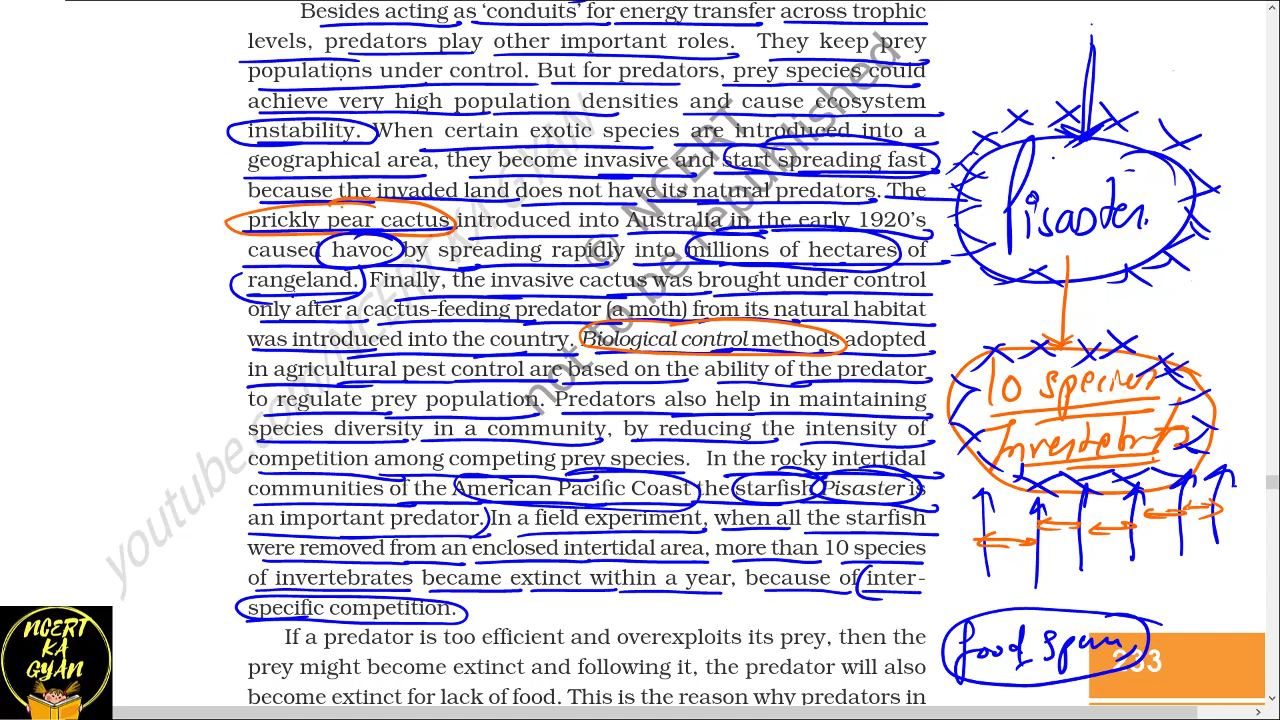 Besides acting as ‘conduits’ for energy transfer across trophic
levels, predators play other important roles. They keep prey
populations under control. But for predators, prey species could
achieve very high population densities and cause ecosystem
instability. When certain exotic species are introduced into a
geographical area, they become invasive and start spreading fast
because the invaded land does not have its natural predators. The
prickly pear cactus introduced into Australia in the early 1920’s
caused havoc by spreading rapidly into millions of hectares of
rangeland. Finally, the invasive cactus was brought under control
only after a cactus-feeding predator (a moth) from its natural habitat
was introduced into the country. Biological control methods adopted
in agricultural pest control are based on the ability of the predator
to regulate prey population. Predators also help in maintaining
species diversity in a community, by reducing the intensity of
competition among competing prey species. In the rocky intertidal
communities of the American Pacific Coast the starfish Pisaster is
an important predator. In a field experiment, when all the starfish
were removed from an enclosed intertidal area, more than 10 species
of invertebrates became extinct within a year, because of inter-
specific competition.
If a predator is too efficient and overexploits its prey, then the
prey might become extinct and following it, the predator will also
become extinct for lack of food. This is the reason why predators in
Pisaster
10 species
Invertebrates
food
© NCERT
not to be republished
youtube.com/NCERT KA GYAN
NCERT
KA
GYAN